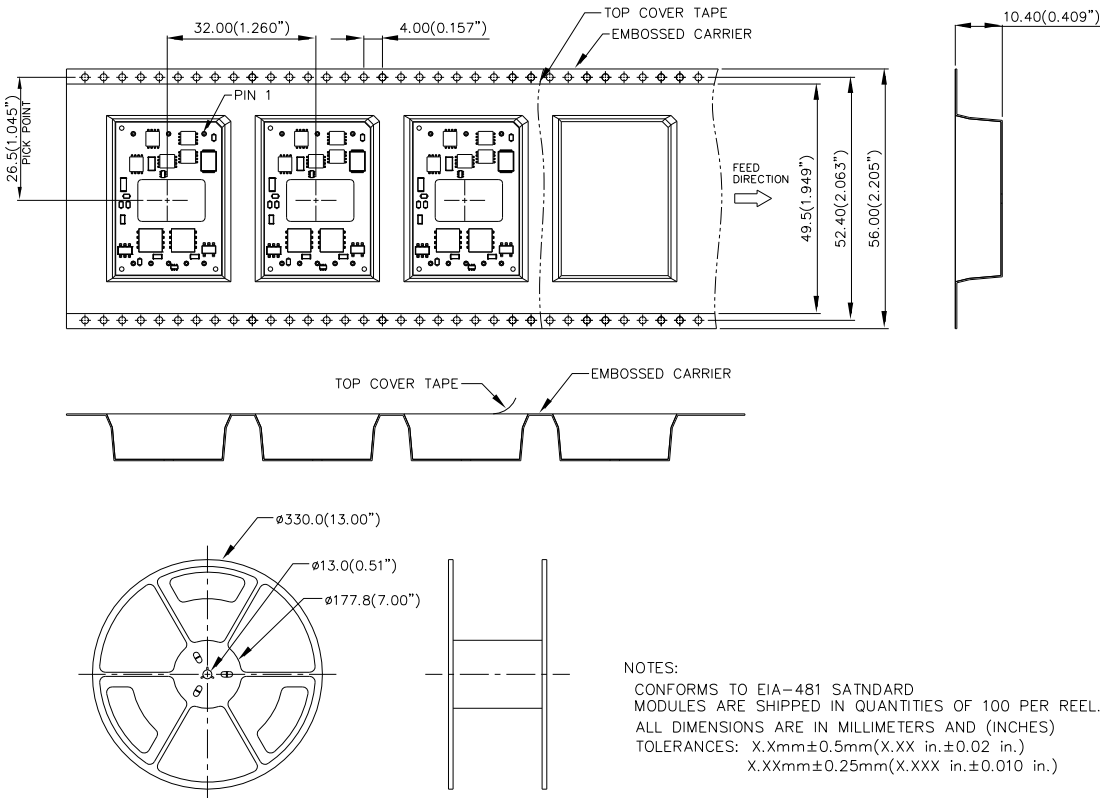 TOP COVER TAPE
EMBOSSED CARRIER
32.00(1.260")
4.00(0.157")
10.40(0.409")
26.5(1.045")
PICK POINT
PIN 1
FEED
DIRECTION
49.5(1.949")
52.40(2.063")
56.00(2.205")
TOP COVER TAPE
EMBOSSED CARRIER
ø330.0(13.00")
ø13.0(0.51")
ø177.8(7.00")
NOTES:
CONFORMS TO EIA-481 SATNDARD
MODULES ARE SHIPPED IN QUANTITIES OF 100 PER REEL.
ALL DIMENSIONS ARE IN MILLIMETERS AND (INCHES)
TOLERANCES: X.Xmm±0.5mm(X.XX in.±0.02 in.)
X.XXmm±0.25mm(X.XXX in.±0.010 in.)